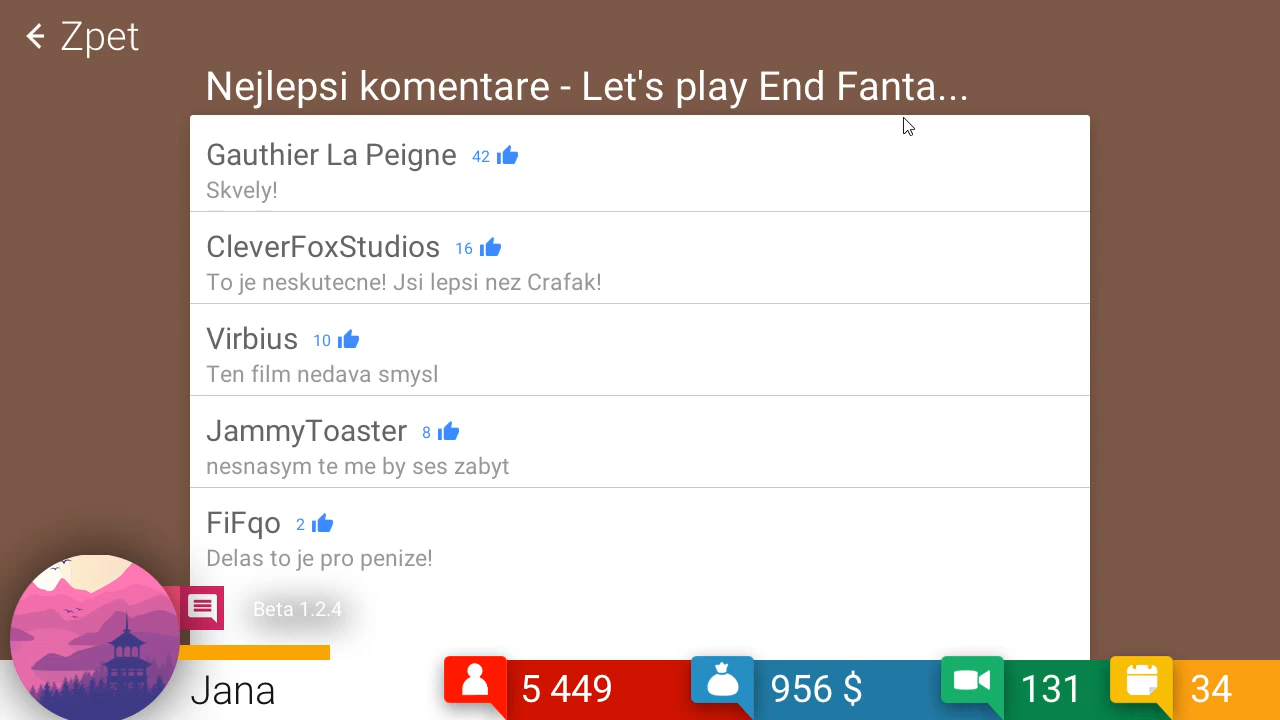 Zpet
Nejlepsi komentare - Let's play End Fanta...
Gauthier La Peigne 42
Skvely!
CleverFoxStudios 16
To je neskutecne! Jsi lepsi nez Crafak!
Virbius 10
Ten film nedava smysl
JammyToaster 8
nesnasym te me by ses zabyt
FiFqo 2
Delas to je pro penize!
Beta 1.2.4
Jana 5 449 956 $ 131 34